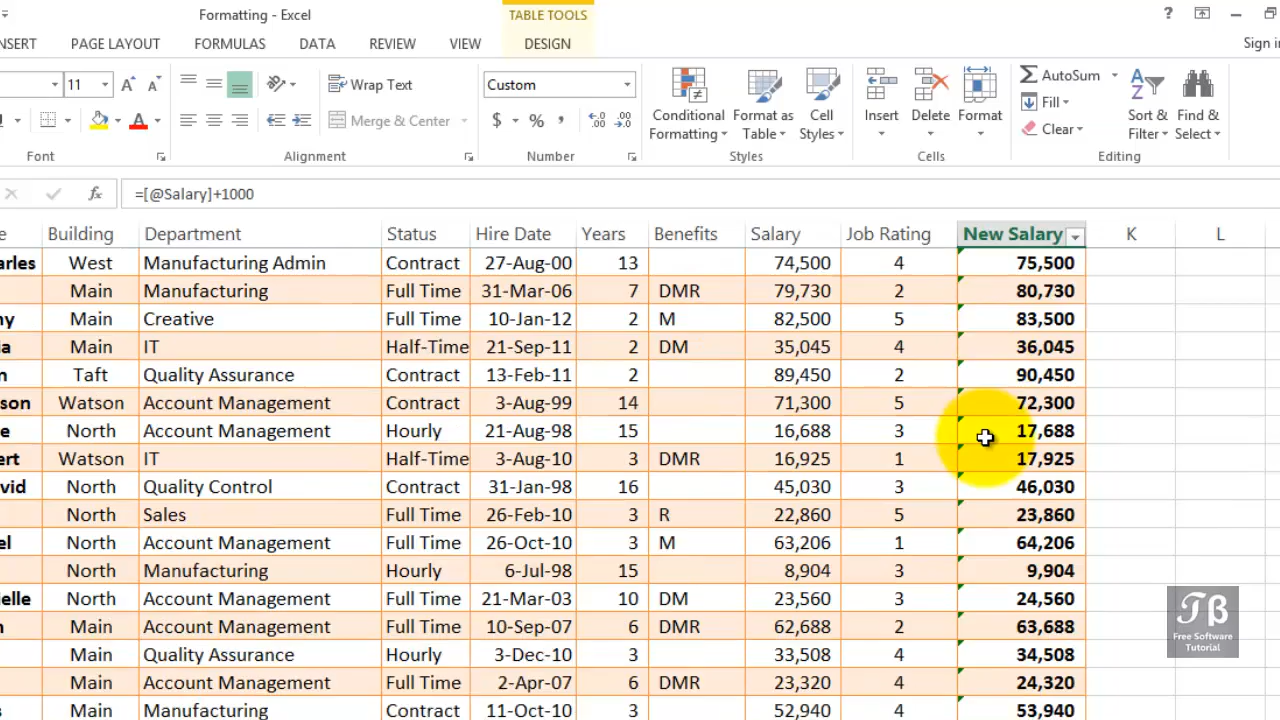 Formatting - Excel
TABLE TOOLS
?
NSERT PAGE LAYOUT FORMULAS DATA REVIEW VIEW DESIGN Sign in
11 Wrap Text Custom
Merge & Center $ % ,
Conditional Formatting Format as Table Cell Styles Insert Delete Format
AutoSum
Fill
Clear
Sort & Filter Find & Select
Font Alignment Number Styles Cells Editing
fx =[@Salary]+1000
e Building Department Status Hire Date Years Benefits Salary Job Rating New Salary K L
arles West Manufacturing Admin Contract 27-Aug-00 13 74,500 4 75,500
Main Manufacturing Full Time 31-Mar-06 7 DMR 79,730 2 80,730
ny Main Creative Full Time 10-Jan-12 2 M 82,500 5 83,500
ia Main IT Half-Time 21-Sep-11 2 DM 35,045 4 36,045
n Taft Quality Assurance Contract 13-Feb-11 2 89,450 2 90,450
son Watson Account Management Contract 3-Aug-99 14 71,300 5 72,300
e North Account Management Hourly 21-Aug-98 15 16,688 3 17,688
ert Watson IT Half-Time 3-Aug-10 3 DMR 16,925 1 17,925
vid North Quality Control Contract 31-Jan-98 16 45,030 3 46,030
North Sales Full Time 26-Feb-10 3 R 22,860 5 23,860
el North Account Management Full Time 26-Oct-10 3 M 63,206 1 64,206
North Manufacturing Hourly 6-Jul-98 15 8,904 3 9,904
ielle North Account Management Full Time 21-Mar-03 10 DM 23,560 3 24,560
n Main Account Management Full Time 10-Sep-07 6 DMR 62,688 2 63,688
Main Quality Assurance Hourly 3-Dec-10 3 33,508 4 34,508
Main Account Management Full Time 2-Apr-07 6 DMR 23,320 4 24,320
s Main Manufacturing Contract 11-Oct-10 3 52,940 4 53,940
Free Software
Tutorial